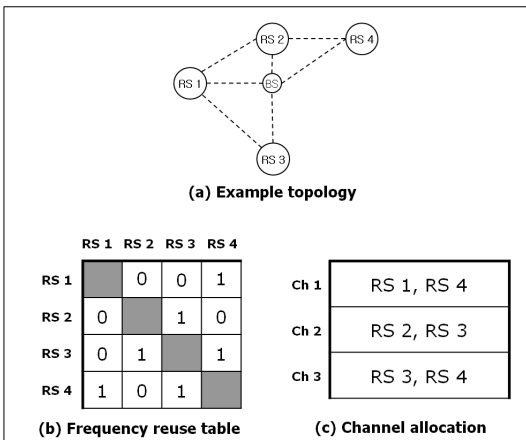 RS 2
RS 4
RS 1
BS
RS 3
(a) Example topology
RS 1 RS 2 RS 3 RS 4
RS 1 0 0 1
RS 2 0 1 0
RS 3 0 1 1
RS 4 1 0 1
(b) Frequency reuse table
Ch 1 RS 1, RS 4
Ch 2 RS 2, RS 3
Ch 3 RS 3, RS 4
(c) Channel allocation